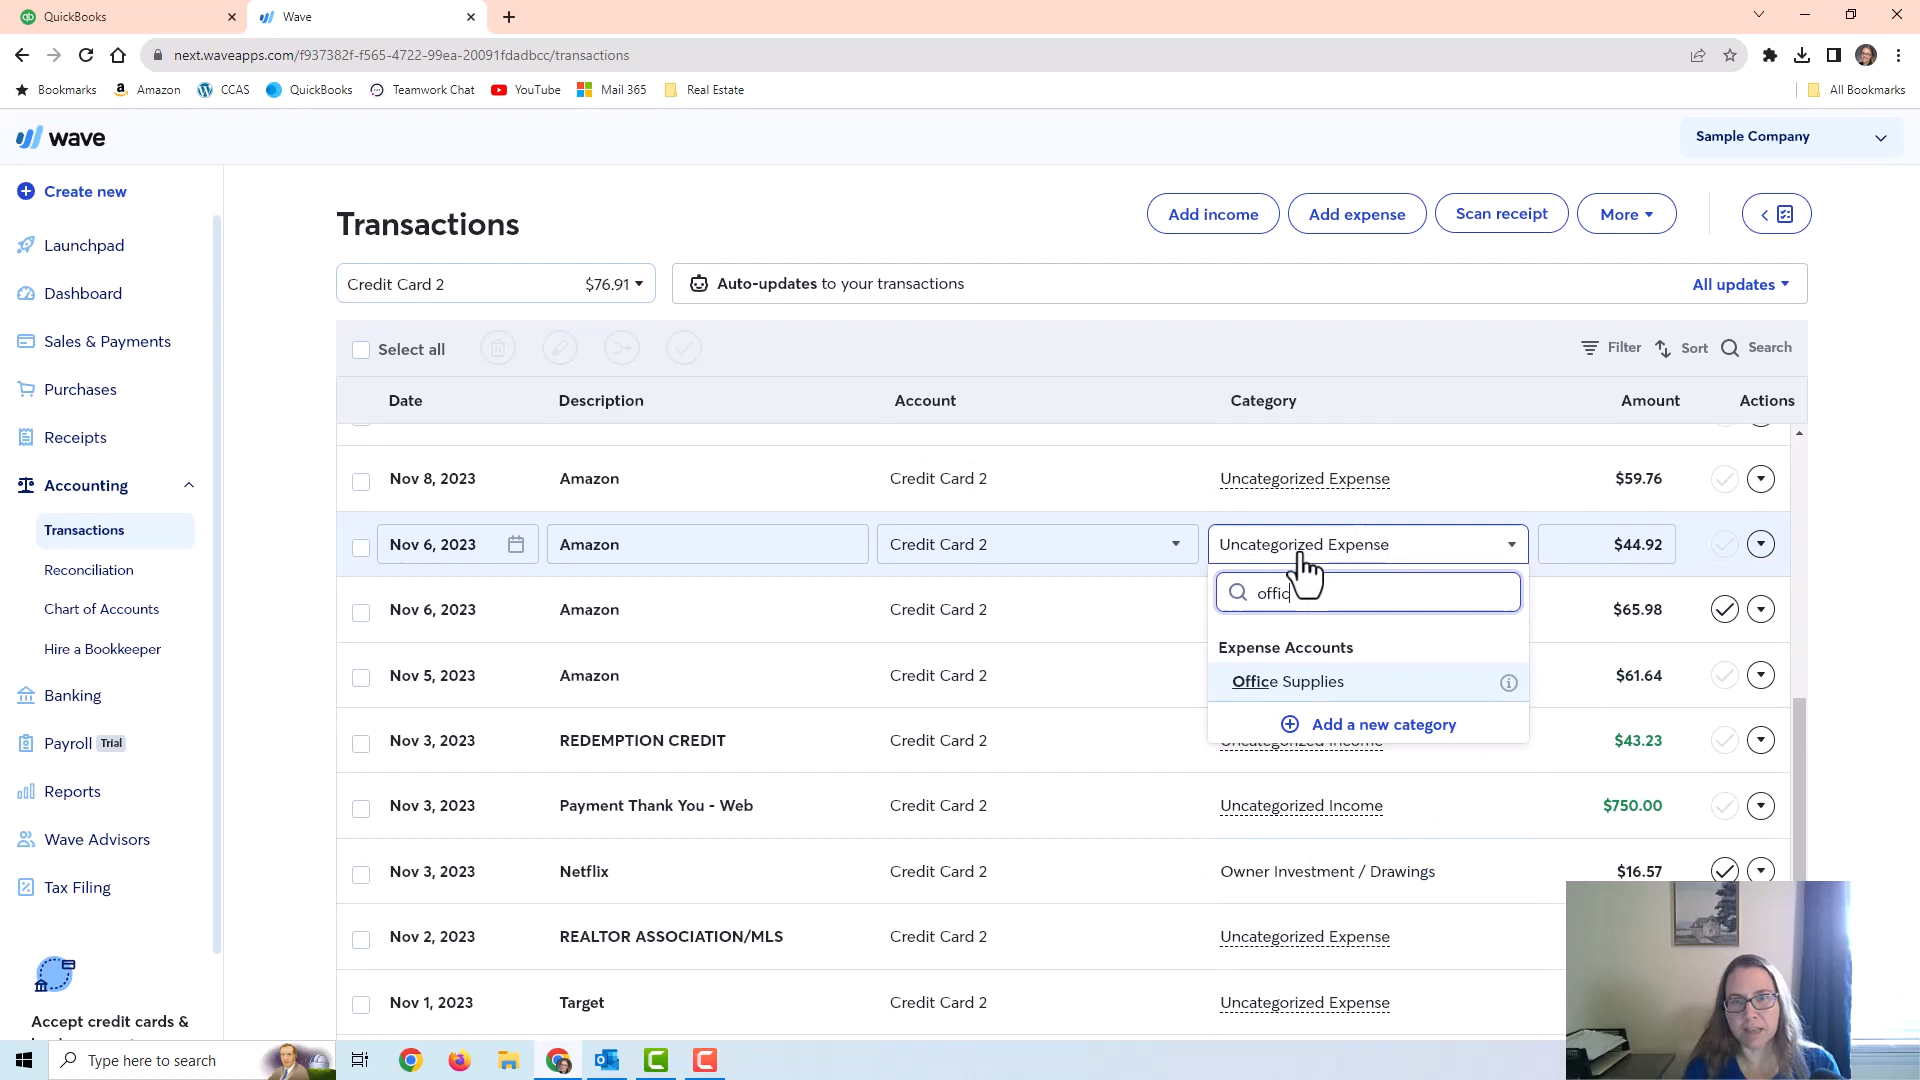 QuickBooks
Wave
next.waveapps.com/f937382f-f565-4722-99ea-20091fdadbcc/transactions
Bookmarks Amazon CCAS QuickBooks Teamwork Chat YouTube Mail 365 Real Estate All Bookmarks
wave
Sample Company
Create new
Launchpad
Dashboard
Sales & Payments
Purchases
Receipts
Accounting
Transactions
Reconciliation
Chart of Accounts
Hire a Bookkeeper
Banking
Payroll Trial
Reports
Wave Advisors
Tax Filing
Accept credit cards &
Transactions
Add income Add expense Scan receipt More
Credit Card 2 $76.91
Auto-updates to your transactions All updates
Select all Filter Sort Search
Date Description Account Category Amount Actions
Nov 8, 2023 Amazon Credit Card 2 Uncategorized Expense $59.76
Nov 6, 2023 Amazon Credit Card 2 Uncategorized Expense $44.92
offic
Expense Accounts
Office Supplies
Add a new category
Nov 6, 2023 Amazon Credit Card 2 $65.98
Nov 5, 2023 Amazon Credit Card 2 $61.64
Nov 3, 2023 REDEMPTION CREDIT Credit Card 2 Uncategorized Income $43.23
Nov 3, 2023 Payment Thank You - Web Credit Card 2 Uncategorized Income $750.00
Nov 3, 2023 Netflix Credit Card 2 Owner Investment / Drawings $16.57
Nov 2, 2023 REALTOR ASSOCIATION/MLS Credit Card 2 Uncategorized Expense
Nov 1, 2023 Target Credit Card 2 Uncategorized Expense
Type here to search